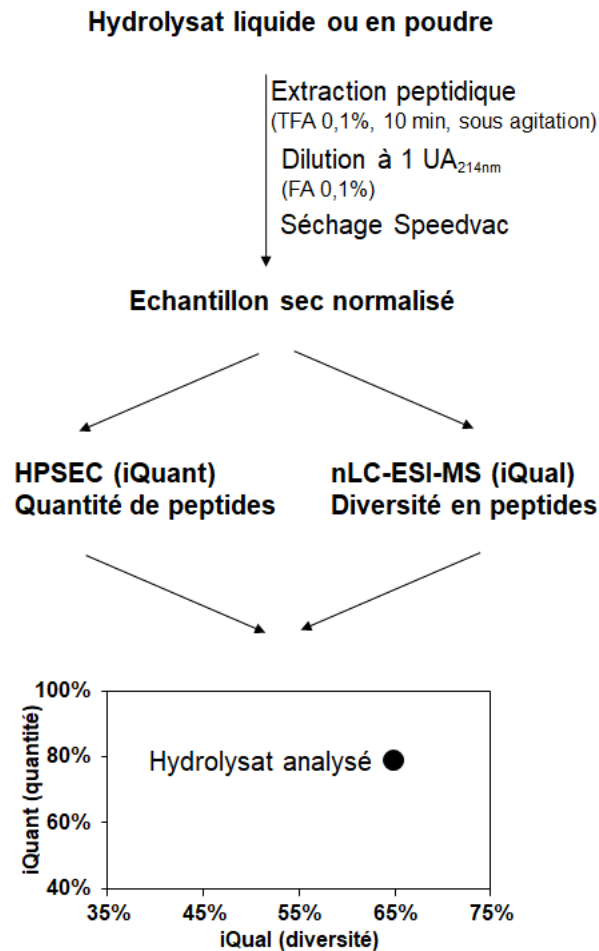 Hydrolysat liquide ou en poudre
Extraction peptidique
(TFA 0,1%, 10 min, sous agitation)
Dilution à 1 UA214nm
(FA 0,1%)
Séchage Speedvac
Echantillon sec normalisé
HPSEC (iQuant)
Quantité de peptides
nLC-ESI-MS (iQual)
Diversité en peptides
100%
80%
60%
40%
iQuant (quantité)
Hydrolysat analysé
35%
45%
55%
65%
75%
iQual (diversité)